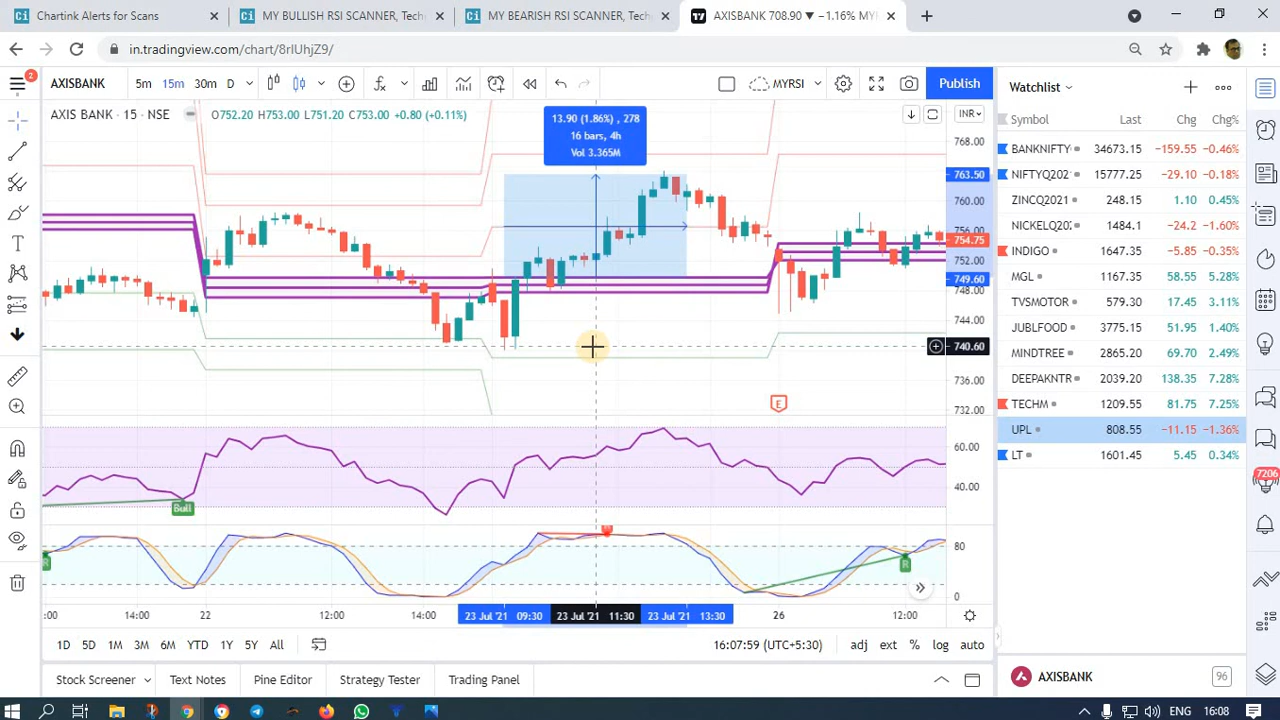 Chartink Alerts for Scans
MY BULLISH RSI SCANNER, Tech
MY BEARISH RSI SCANNER, Tech
AXISBANK 708.90 ▼ −1.16% MYR
in.tradingview.com/chart/8rIUhjZ9/
2
AXISBANK
5m 15m 30m D
MYRSI
Publish
AXIS BANK · 15 · NSE
O752.20 H753.00 L751.20 C753.00 +0.80 (+0.11%)
INR
13.90 (1.86%) , 278
16 bars, 4h
Vol 3.365M
768.00
763.50
760.00
756.00
754.75
752.00
749.60
748.00
744.00
740.60
736.00
732.00
E
60.00
40.00
Bull
R
R
80
0
:00 14:00 22 12:00 14:00 23 Jul '21 09:30 23 Jul '21 11:30 23 Jul '21 13:30 26 12:00
1D 5D 1M 3M 6M YTD 1Y 5Y All
16:07:59 (UTC+5:30)
adj ext % log auto
Stock Screener Text Notes Pine Editor Strategy Tester Trading Panel
Watchlist
Symbol Last Chg Chg%
BANKNIFTY 34673.15 −159.55 −0.46%
NIFTYQ202 15777.25 −29.10 −0.18%
ZINCQ2021 248.15 1.10 0.45%
NICKELQ20 1484.1 −24.2 −1.60%
INDIGO 1647.35 −5.85 −0.35%
MGL 1167.35 58.55 5.28%
TVSMOTOR 579.30 17.45 3.11%
JUBLFOOD 3775.15 51.95 1.40%
MINDTREE 2865.20 69.70 2.49%
DEEPAKNTR 2039.20 138.35 7.28%
TECHM 1209.55 81.75 7.25%
UPL 808.55 −11.15 −1.36%
LT 1601.45 5.45 0.34%
7206
AXISBANK
96
ENG 16:08